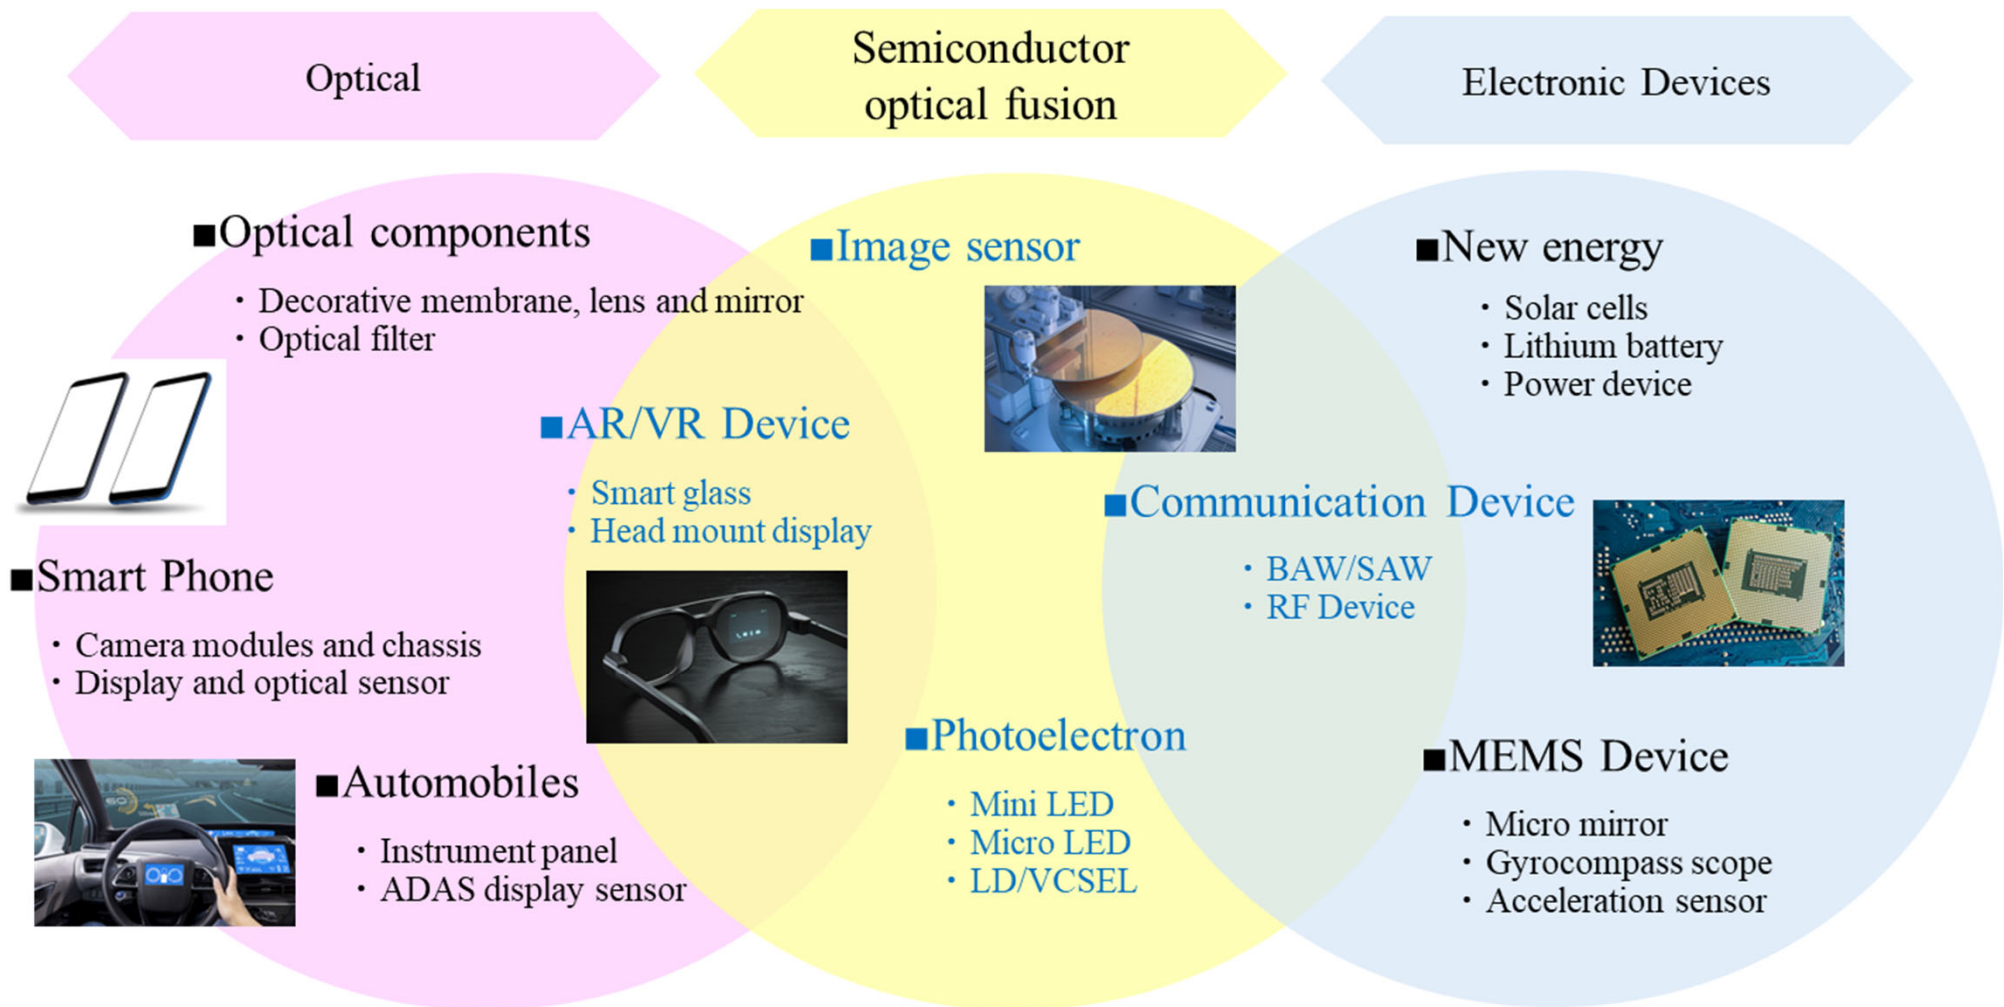 Optical
Semiconductor
optical fusion
Electronic Devices
■Optical components
・Decorative membrane, lens and mirror
・Optical filter
■Smart Phone
・Camera modules and chassis
・Display and optical sensor
■Automobiles
・Instrument panel
・ADAS display sensor
■AR/VR Device
・Smart glass
・Head mount display
■Image sensor
■Communication Device
・BAW/SAW
・RF Device
■Photoelectron
・Mini LED
・Micro LED
・LD/VCSEL
■New energy
・Solar cells
・Lithium battery
・Power device
■MEMS Device
・Micro mirror
・Gyrocompass scope
・Acceleration sensor